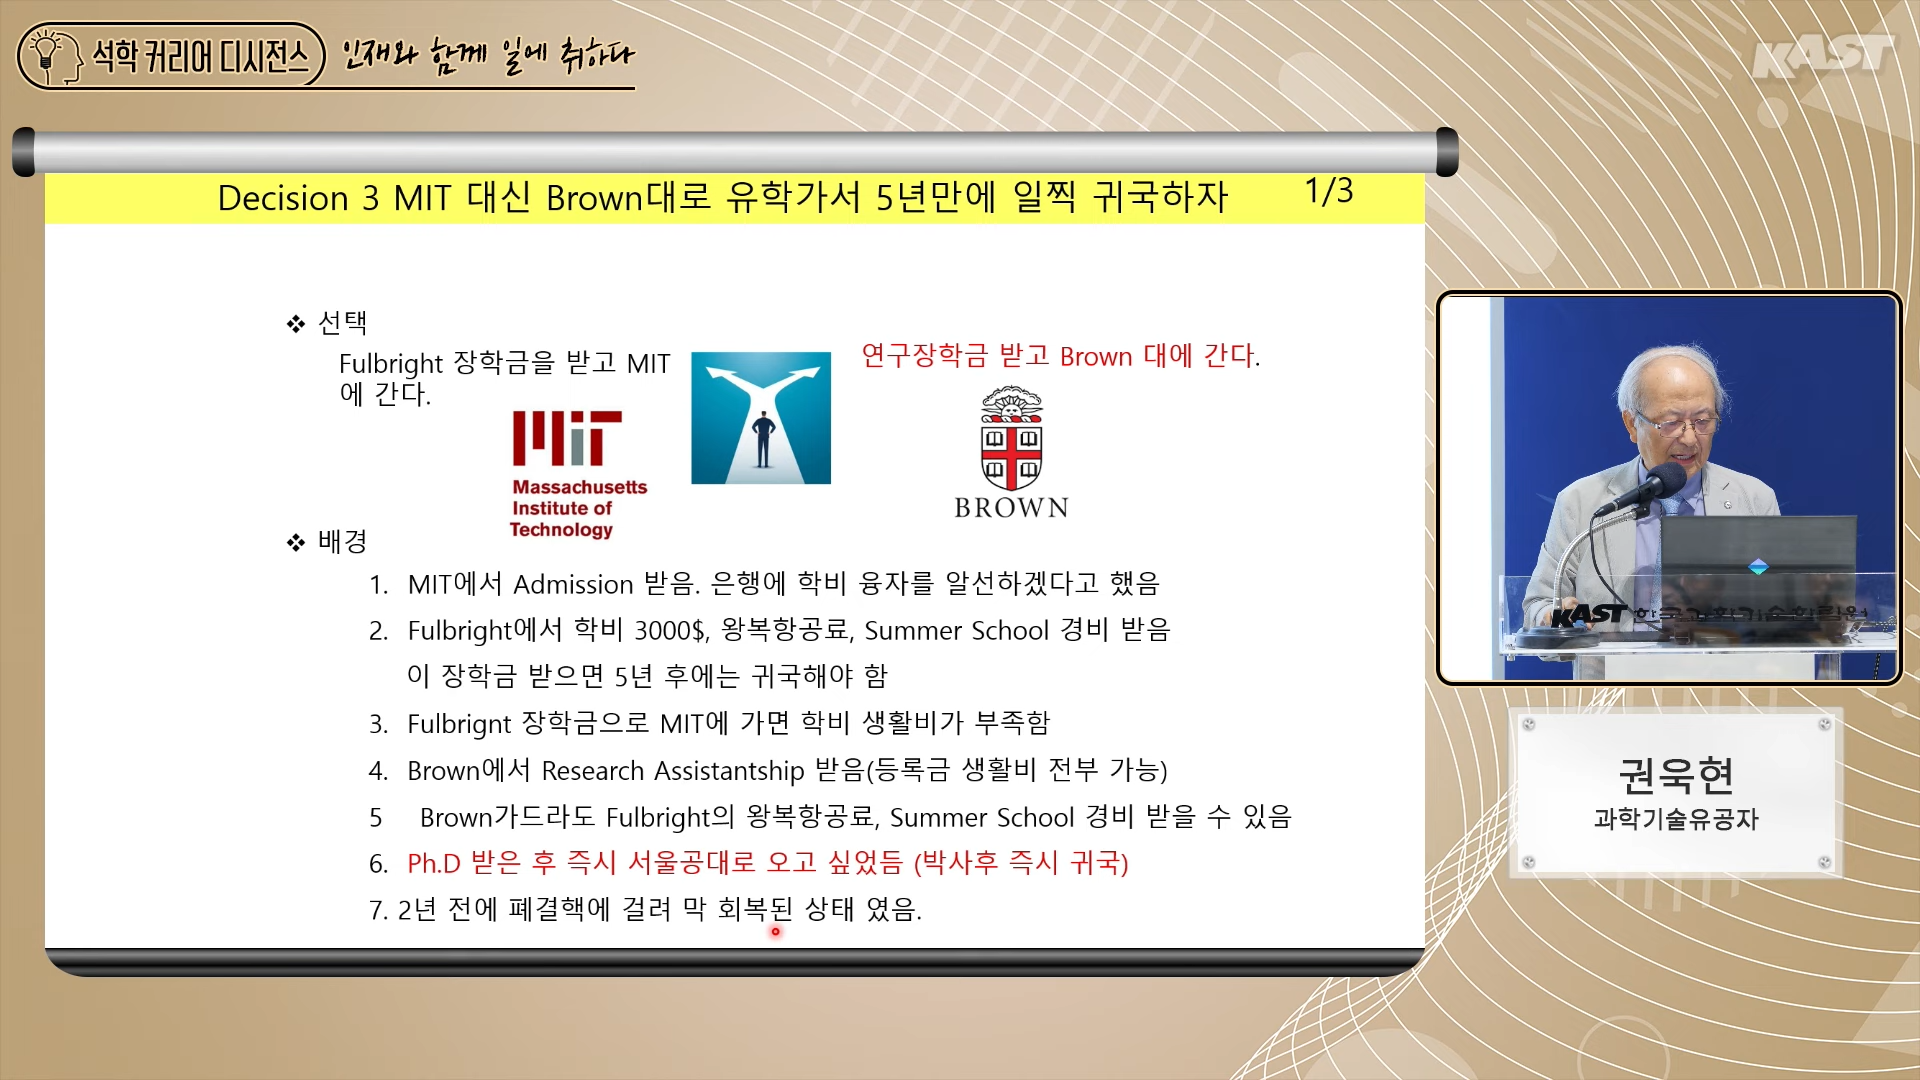 석학 커리어 디시전스 인재와 함께 일에 취하다
KAST
Decision 3 MIT 대신 Brown대로 유학가서 5년만에 일찍 귀국하자 1/3
❖ 선택
Fulbright 장학금을 받고 MIT
에 간다.
연구장학금 받고 Brown 대에 간다.
MIT
Massachusetts
Institute of
Technology
BROWN
❖ 배경
1. MIT에서 Admission 받음. 은행에 학비 융자를 알선하겠다고 했음
2. Fulbright에서 학비 3000$, 왕복항공료, Summer School 경비 받음
이 장학금 받으면 5년 후에는 귀국해야 함
3. Fulbrignt 장학금으로 MIT에 가면 학비 생활비가 부족함
4. Brown에서 Research Assistantship 받음(등록금 생활비 전부 가능)
5 Brown가드라도 Fulbright의 왕복항공료, Summer School 경비 받을 수 있음
6. Ph.D 받은 후 즉시 서울공대로 오고 싶었듬 (박사후 즉시 귀국)
7. 2년 전에 폐결핵에 걸려 막 회복된 상태 였음.
KAST 한국과학기술한림원
권욱현
과학기술유공자